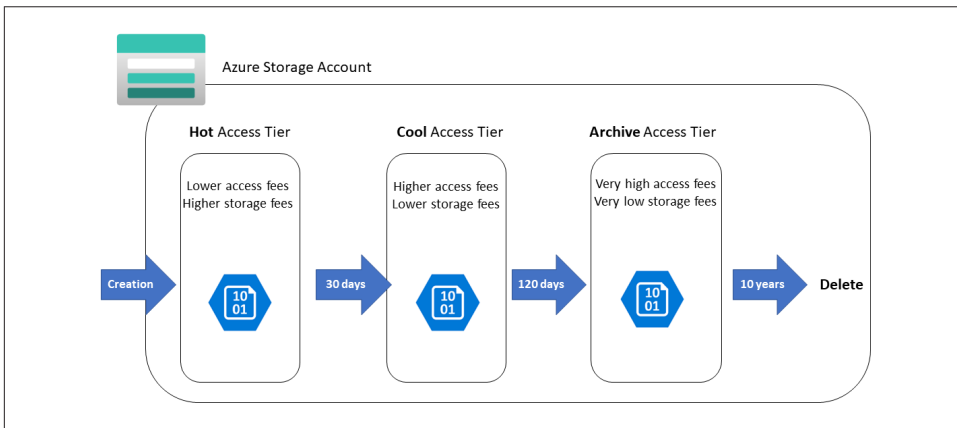 Azure Storage Account
Hot Access Tier
Cool Access Tier
Archive Access Tier
Lower access fees
Higher storage fees
Higher access fees
Lower storage fees
Very high access fees
Very low storage fees
Creation
10
01
30 days
10
01
120 days
10
01
10 years
Delete